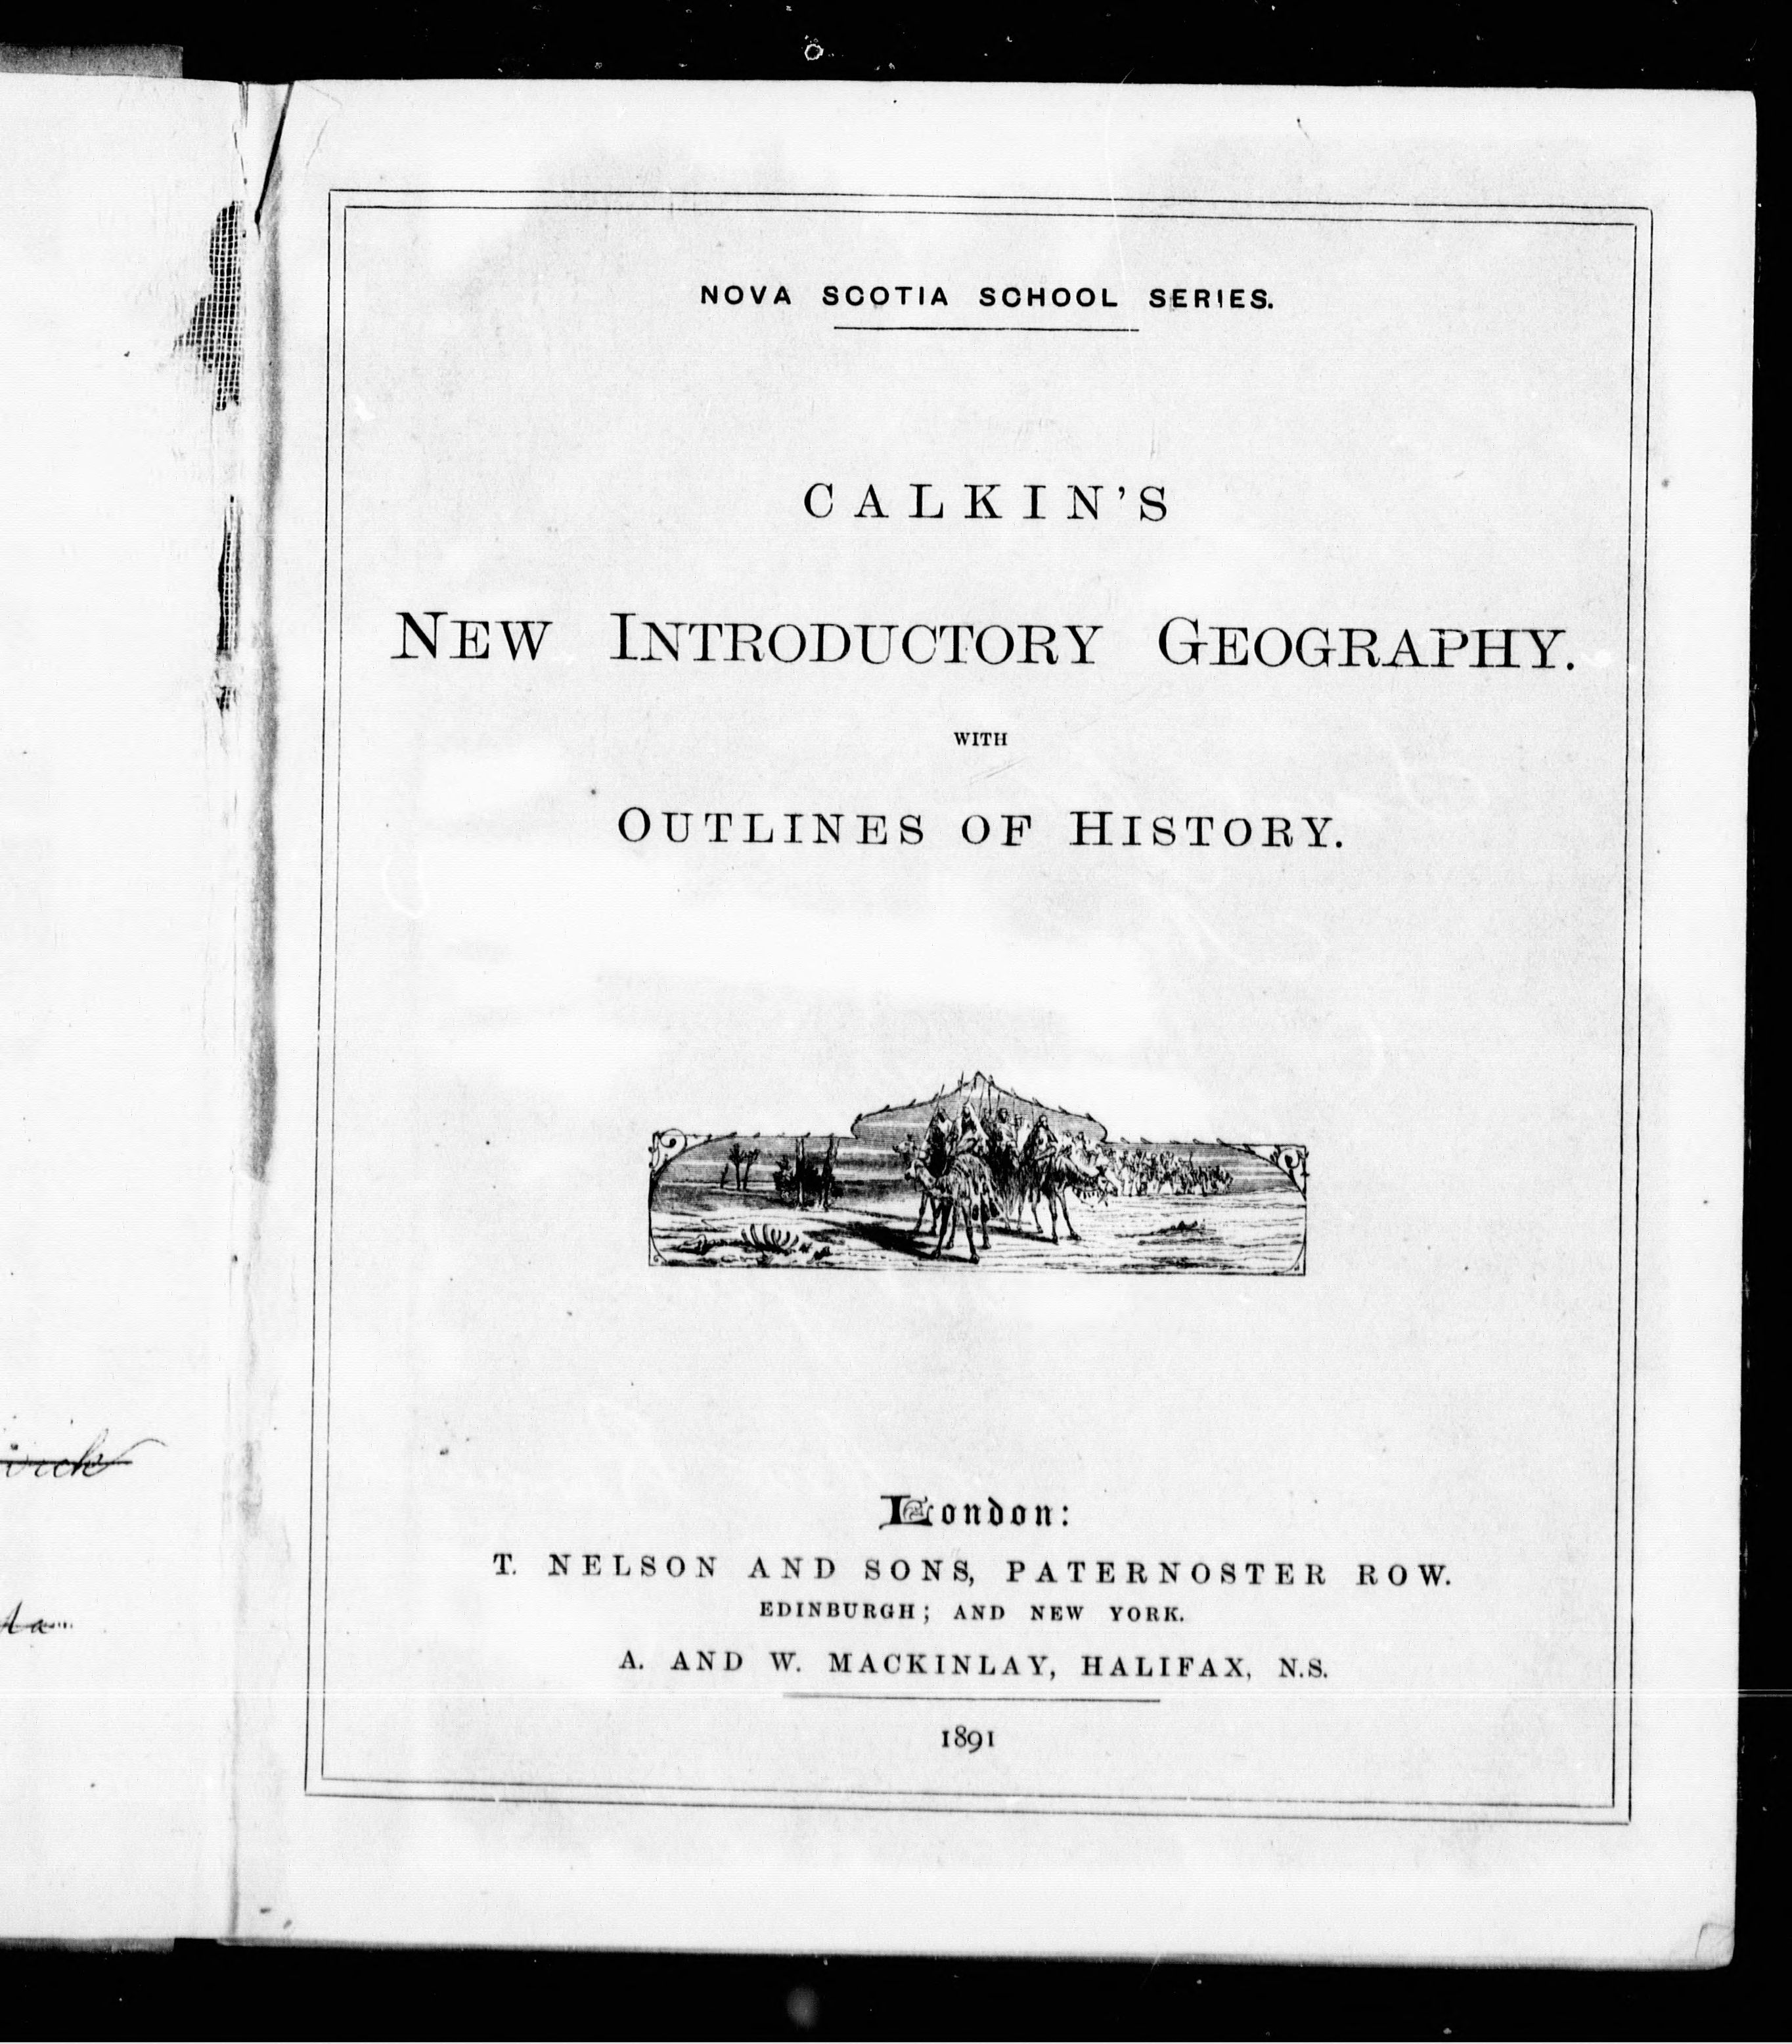 NOVA SCOTIA SCHOOL SERIES.
CALKIN'S
NEW INTRODUCTORY GEOGRAPHY.
WITH
OUTLINES OF HISTORY.
London:
T. NELSON AND SONS, PATERNOSTER ROW.
EDINBURGH; AND NEW YORK.
A. AND W. MACKINLAY, HALIFAX, N.S.
1891